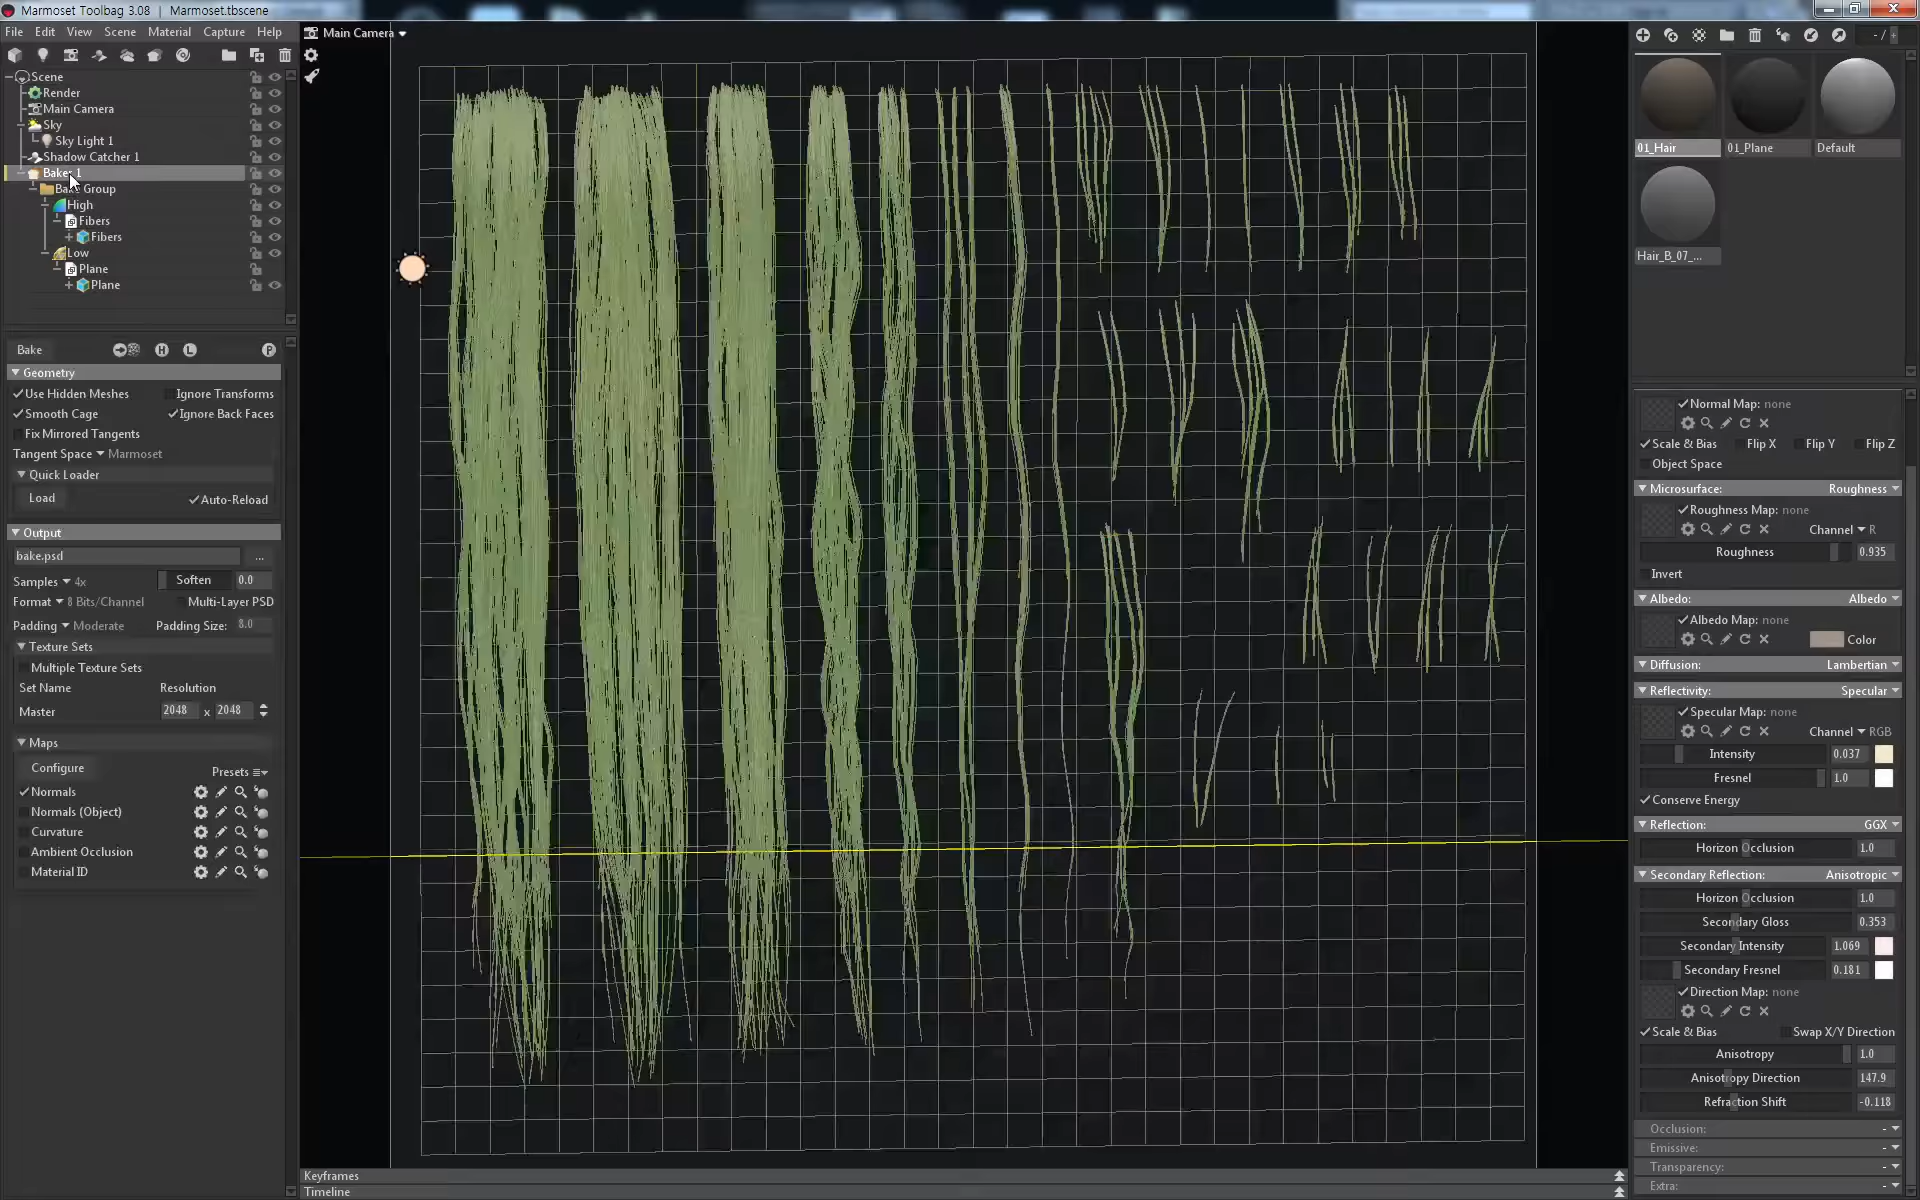 Marmoset Toolbag 3.08 | Marmoset.tbscene
File Edit View Scene Material Capture Help
Scene
Render
Main Camera
Sky
Sky Light 1
Shadow Catcher 1
Bake Group
High
Fibers
Fibers
Low
Plane
Plane
Bake
H
L
P
Geometry
Use Hidden Meshes Ignore Transforms
Smooth Cage Ignore Back Faces
Fix Mirrored Tangents
Tangent Space Marmoset
Quick Loader
Load Auto-Reload
Output
bake.psd ...
Samples 4x Soften 0.0
Format 8 Bits/Channel Multi-Layer PSD
Padding Moderate Padding Size: 8.0
Texture Sets
Multiple Texture Sets
Set Name Resolution
Master 2048 x 2048
Maps
Configure Presets
Normals
Normals (Object)
Curvature
Ambient Occlusion
Material ID
Main Camera
Keyframes
Timeline
- / +
01_Hair 01_Plane Default
Hair_B_07_...
Normal Map: none
Scale & Bias Flip X Flip Y Flip Z
Object Space
Microsurface: Roughness
Roughness Map: none
Channel R
Roughness 0.935
Invert
Albedo: Albedo
Albedo Map: none
Color
Diffusion: Lambertian
Reflectivity: Specular
Specular Map: none
Channel RGB
Intensity 0.037
Fresnel 1.0
Conserve Energy
Reflection: GGX
Horizon Occlusion 1.0
Secondary Reflection: Anisotropic
Horizon Occlusion 1.0
Secondary Gloss 0.353
Secondary Intensity 1.069
Secondary Fresnel 0.181
Direction Map: none
Scale & Bias Swap X/Y Direction
Anisotropy 1.0
Anisotropy Direction 147.9
Refraction Shift -0.118
Occlusion: -
Emissive: -
Transparency: -
Extra: -